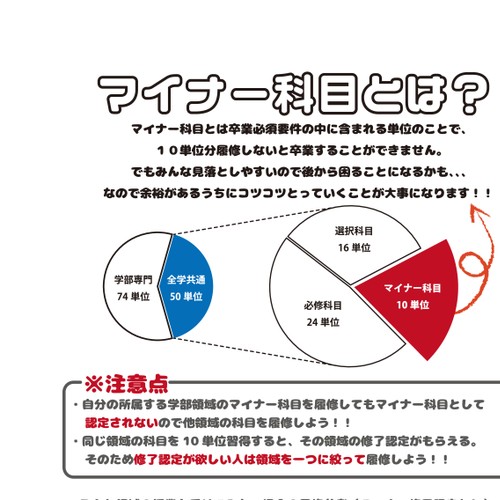 マイナー科目とは？
マイナー科目とは卒業必須要件の中に含まれる単位のことで、
１０単位分履修しないと卒業することができません。
でもみんな見落としやすいので後から困ることになるかも､､､
なので余裕があるうちにコツコツとっていくことが大事になります！！
選択科目
16 単位
学部専門
74 単位
全学共通
50 単位
マイナー科目
10 単位
必修科目
24 単位
※注意点
・自分の所属する学部領域のマイナー科目を履修してもマイナー科目として
認定されないので他領域の科目を履修しよう！！
・同じ領域の科目を 10 単位習得すると、その領域の修了認定がもらえる。
そのため修了認定が欲しい人は領域を一つに絞って履修しよう！！